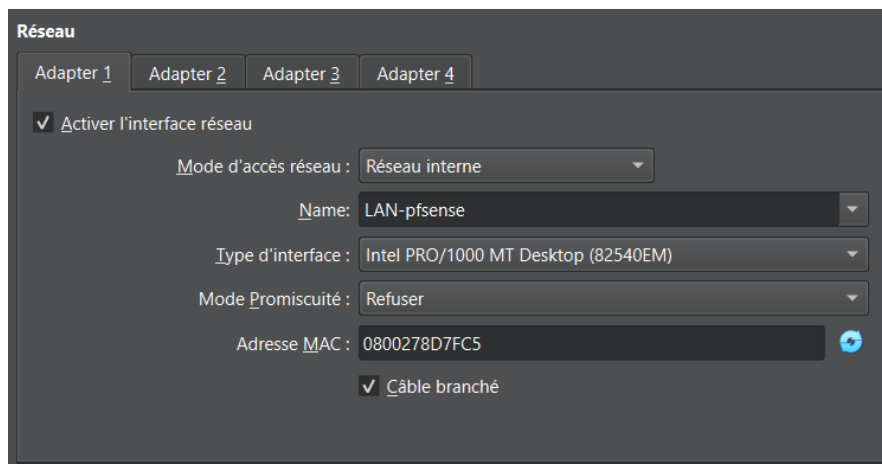 Réseau
Adapter 1 Adapter 2 Adapter 3 Adapter 4
Activer l'interface réseau
Mode d'accès réseau : Réseau interne
Name: LAN-pfsense
Type d'interface : Intel PRO/1000 MT Desktop (82540EM)
Mode Promiscuité : Refuser
Adresse MAC : 0800278D7FC5
Câble branché